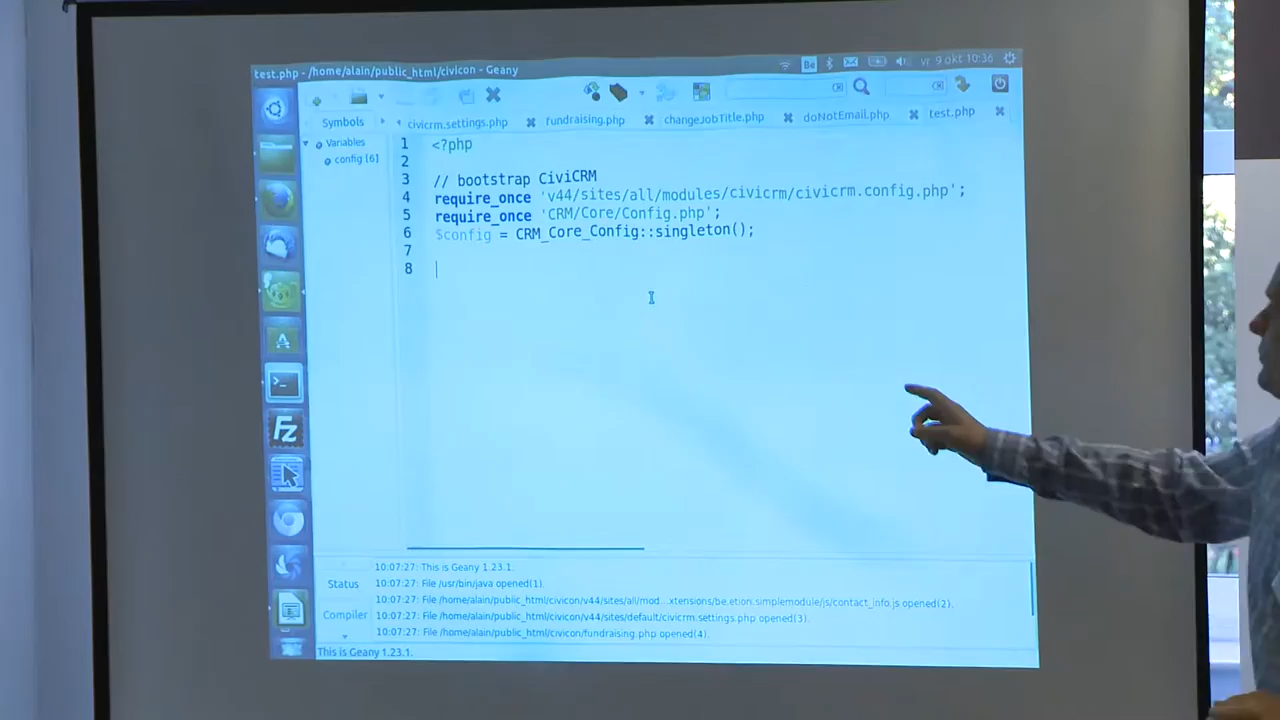 test.php - /home/alain/public_html/civicon - Geany
Be
vr 9 okt 10:36
Symbols
civicrm.settings.php
fundraising.php
changeJobTitle.php
doNotEmail.php
test.php
Variables
config [6]
1 <?php
2
3 // bootstrap CiviCRM
4 require_once 'v44/sites/all/modules/civicrm/civicrm.config.php';
5 require_once 'CRM/Core/Config.php';
6 $config = CRM_Core_Config::singleton();
7
8
A
>_
Fz
Status
Compiler
10:07:27: This is Geany 1.23.1.
10:07:27: File /usr/bin/java opened(1).
10:07:27: File /home/alain/public_html/civicon/v44/sites/all/mod...xtensions/be.etion.simplemodule/js/contact_info.js opened(2).
10:07:27: File /home/alain/public_html/civicon/v44/sites/default/civicrm.settings.php opened(3).
10:07:27: File /home/alain/public_html/civicon/fundraising.php opened(4).
This is Geany 1.23.1.